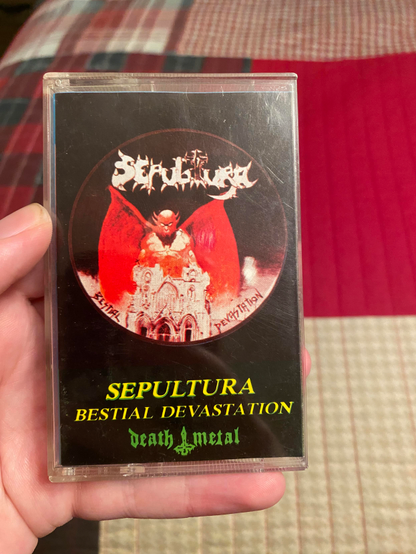 SEPULTURA
BESTIAL DEVASTATION
SEPULTURA
BESTIAL DEVASTATION
death metal